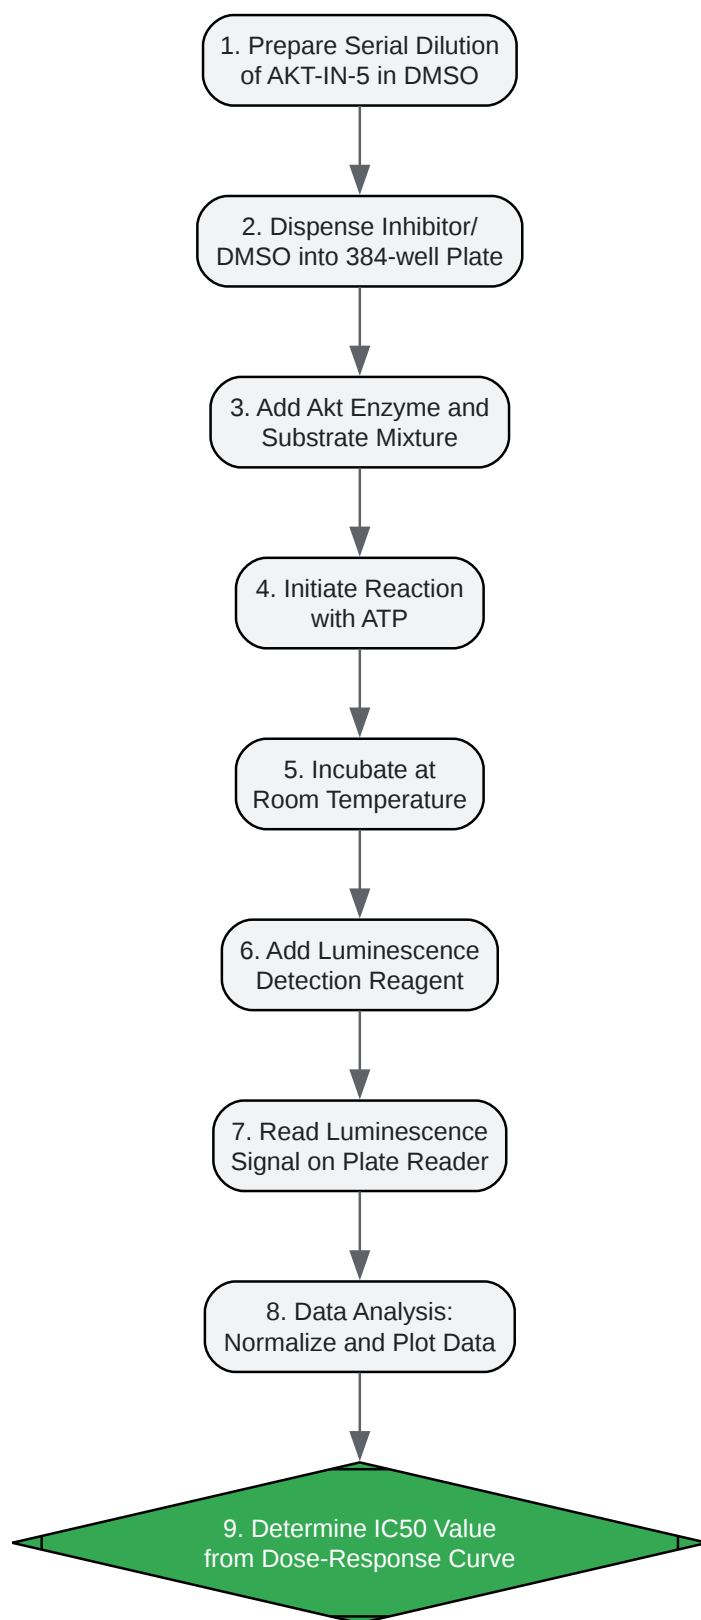 1. Prepare Serial Dilution
of AKT-IN-5 in DMSO
2. Dispense Inhibitor/
DMSO into 384-well Plate
3. Add Akt Enzyme and
Substrate Mixture
4. Initiate Reaction
with ATP
5. Incubate at
Room Temperature
6. Add Luminescence
Detection Reagent
7. Read Luminescence
Signal on Plate Reader
8. Data Analysis:
Normalize and Plot Data
9. Determine IC50 Value
from Dose-Response Curve